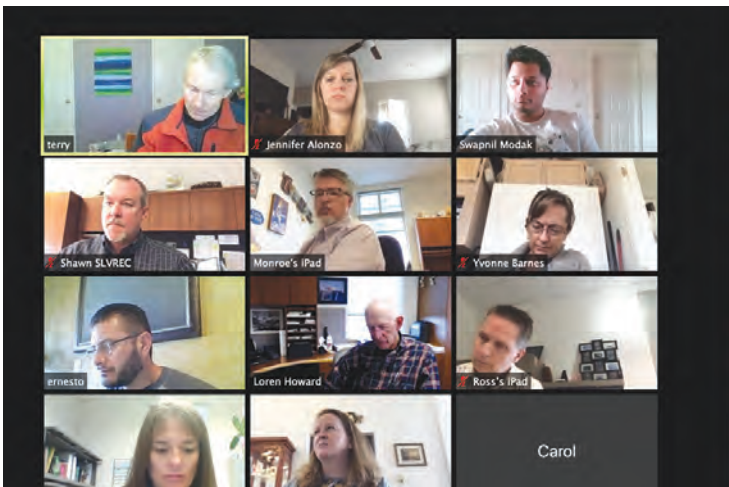 terry
Jennifer Alonzo
Swapnil Modak
Shawn SLVREC
Monroe's iPad
Yvonne Barnes
ernesto
Loren Howard
Ross's iPad
Carol